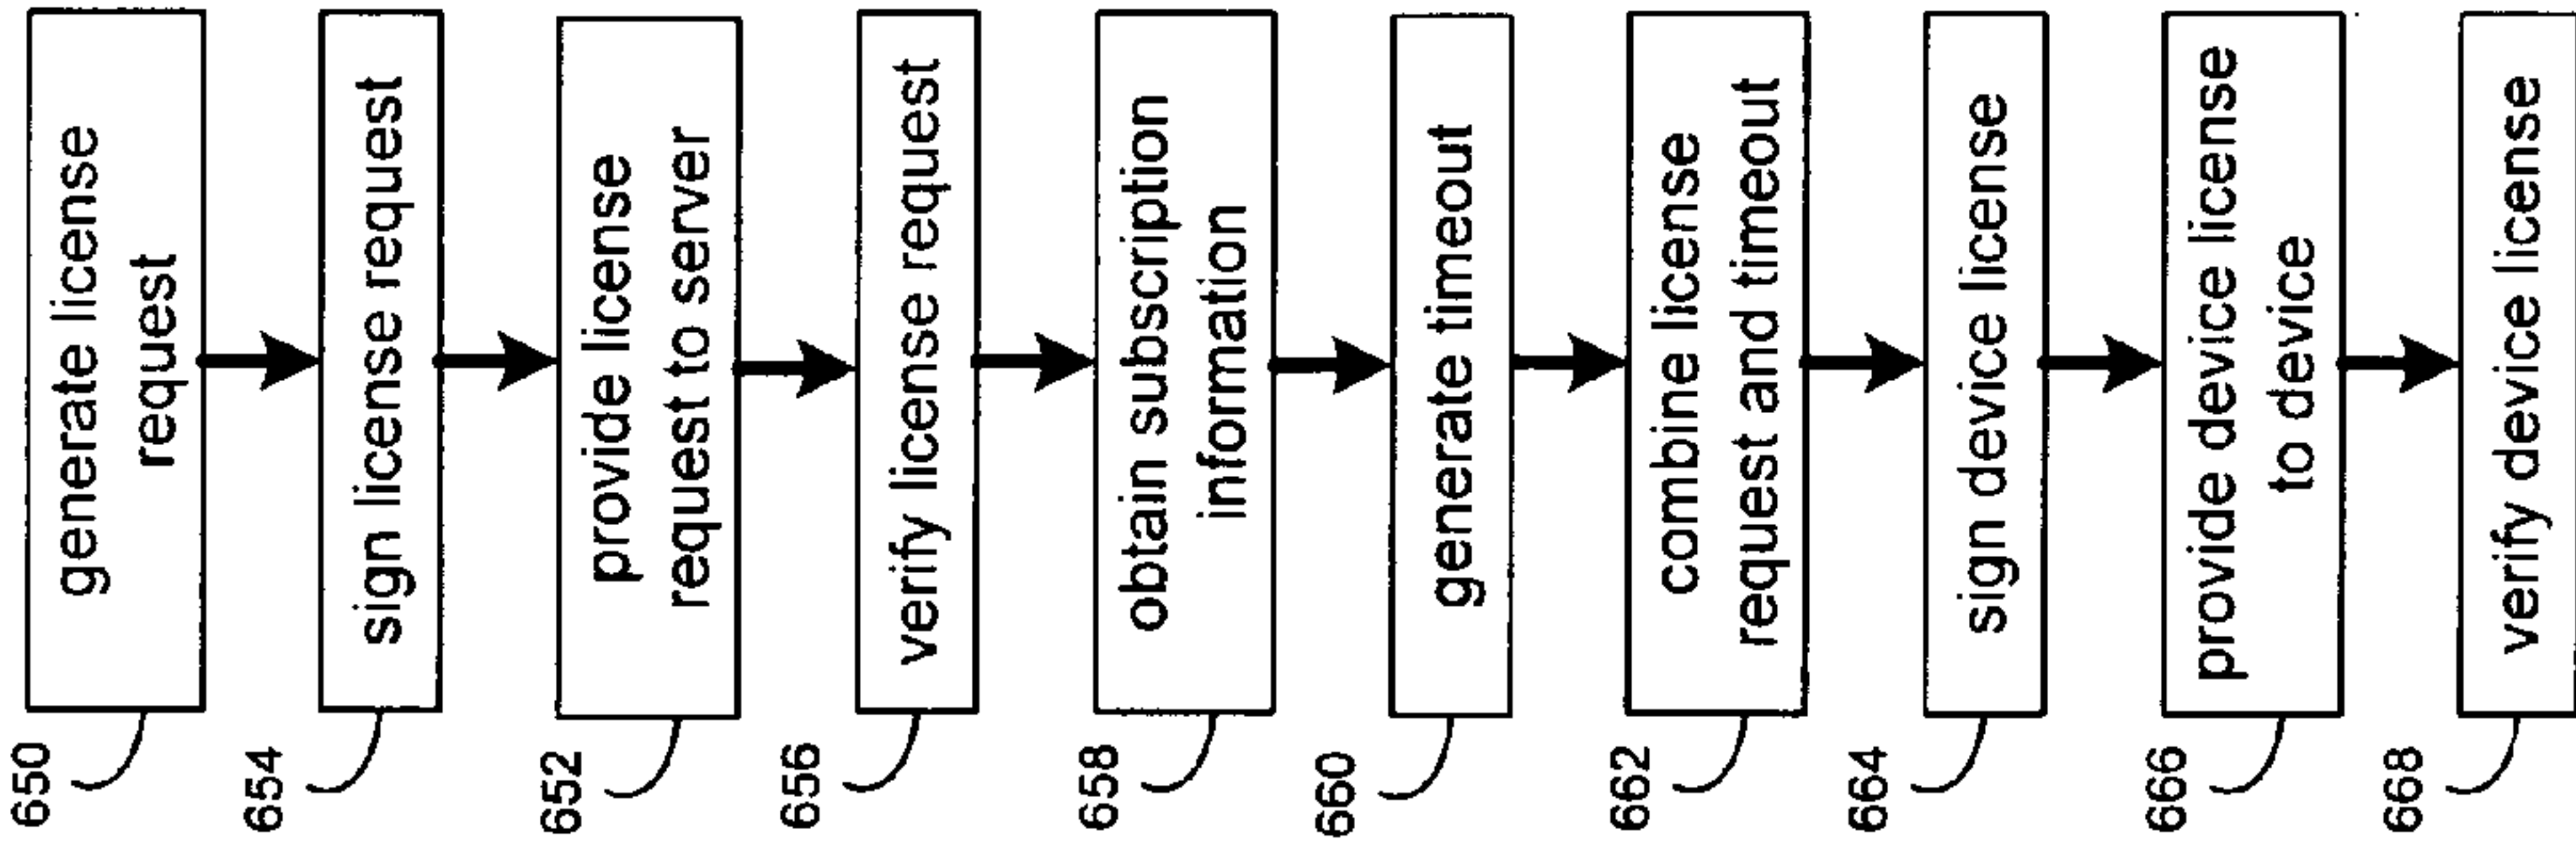 650
generate license
request
654
sign license request
652
provide license
request to server
656
verify license request
658
obtain subscription
information
660
generate timeout
662
combine license
request and timeout
664
sign device license
666
provide device license
to device
668
verify device license